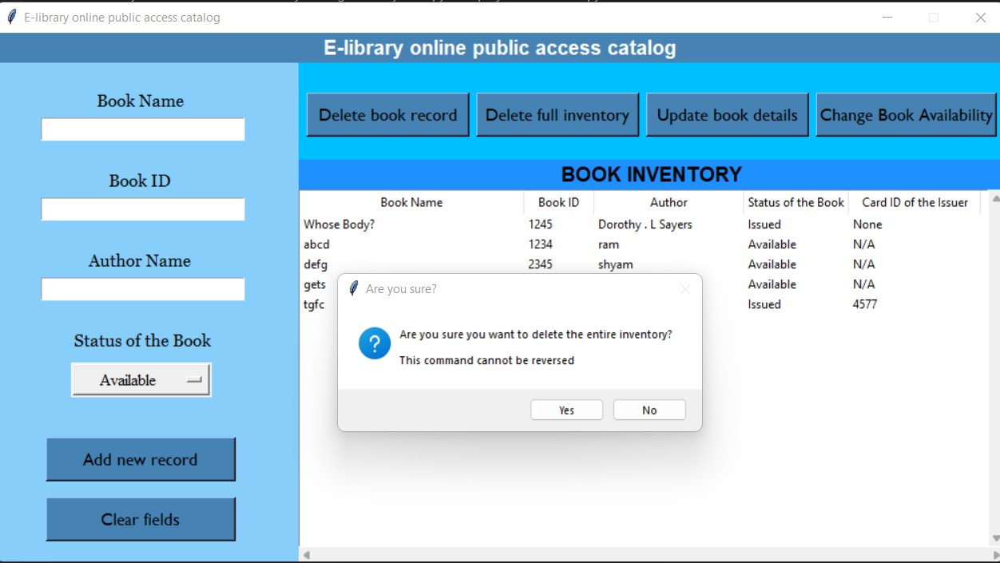 E-library online public access catalog
E-library online public access catalog
Book Name
Book ID
Author Name
Status of the Book
Available
Add new record
Clear fields
Delete book record Delete full inventory Update book details Change Book Availability
BOOK INVENTORY
Book Name Book ID Author Status of the Book Card ID of the Issuer
Whose Body? 1245 Dorothy . L Sayers Issued None
abcd 1234 ram Available N/A
defg 2345 shyam Available N/A
gets Available N/A
tgfc Issued 4577
Are you sure?
Are you sure you want to delete the entire inventory?
This command cannot be reversed
Yes No